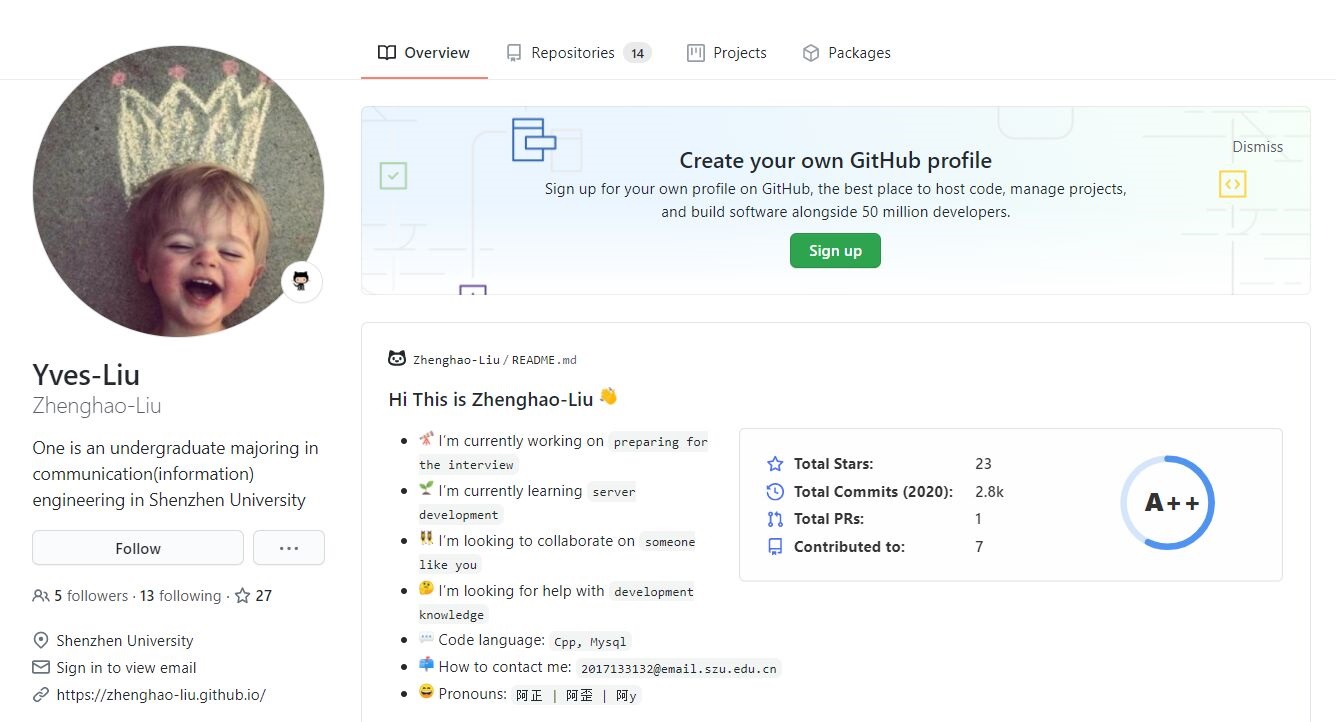 Overview
Repositories 14
Projects
Packages
Create your own GitHub profile
Dismiss
Sign up for your own profile on GitHub, the best place to host code, manage projects,
and build software alongside 50 million developers.
Sign up
Yves-Liu
Zhenghao-Liu
One is an undergraduate majoring in
communication(information)
engineering in Shenzhen University
Follow
5 followers · 13 following · 27
Shenzhen University
Sign in to view email
https://zhenghao-liu.github.io/
Zhenghao-Liu/README.md
Hi This is Zhenghao-Liu 👋
I'm currently working on preparing for
the interview
I'm currently learning server
development
I'm looking to collaborate on someone
like you
I'm looking for help with development
knowledge
Code language: Cpp, Mysql
How to contact me: 2017133132@email.szu.edu.cn
Pronouns: 阿正 | 阿歪 | 阿y
Total Stars: 23
Total Commits (2020): 2.8k
Total PRs: 1
Contributed to: 7
A++